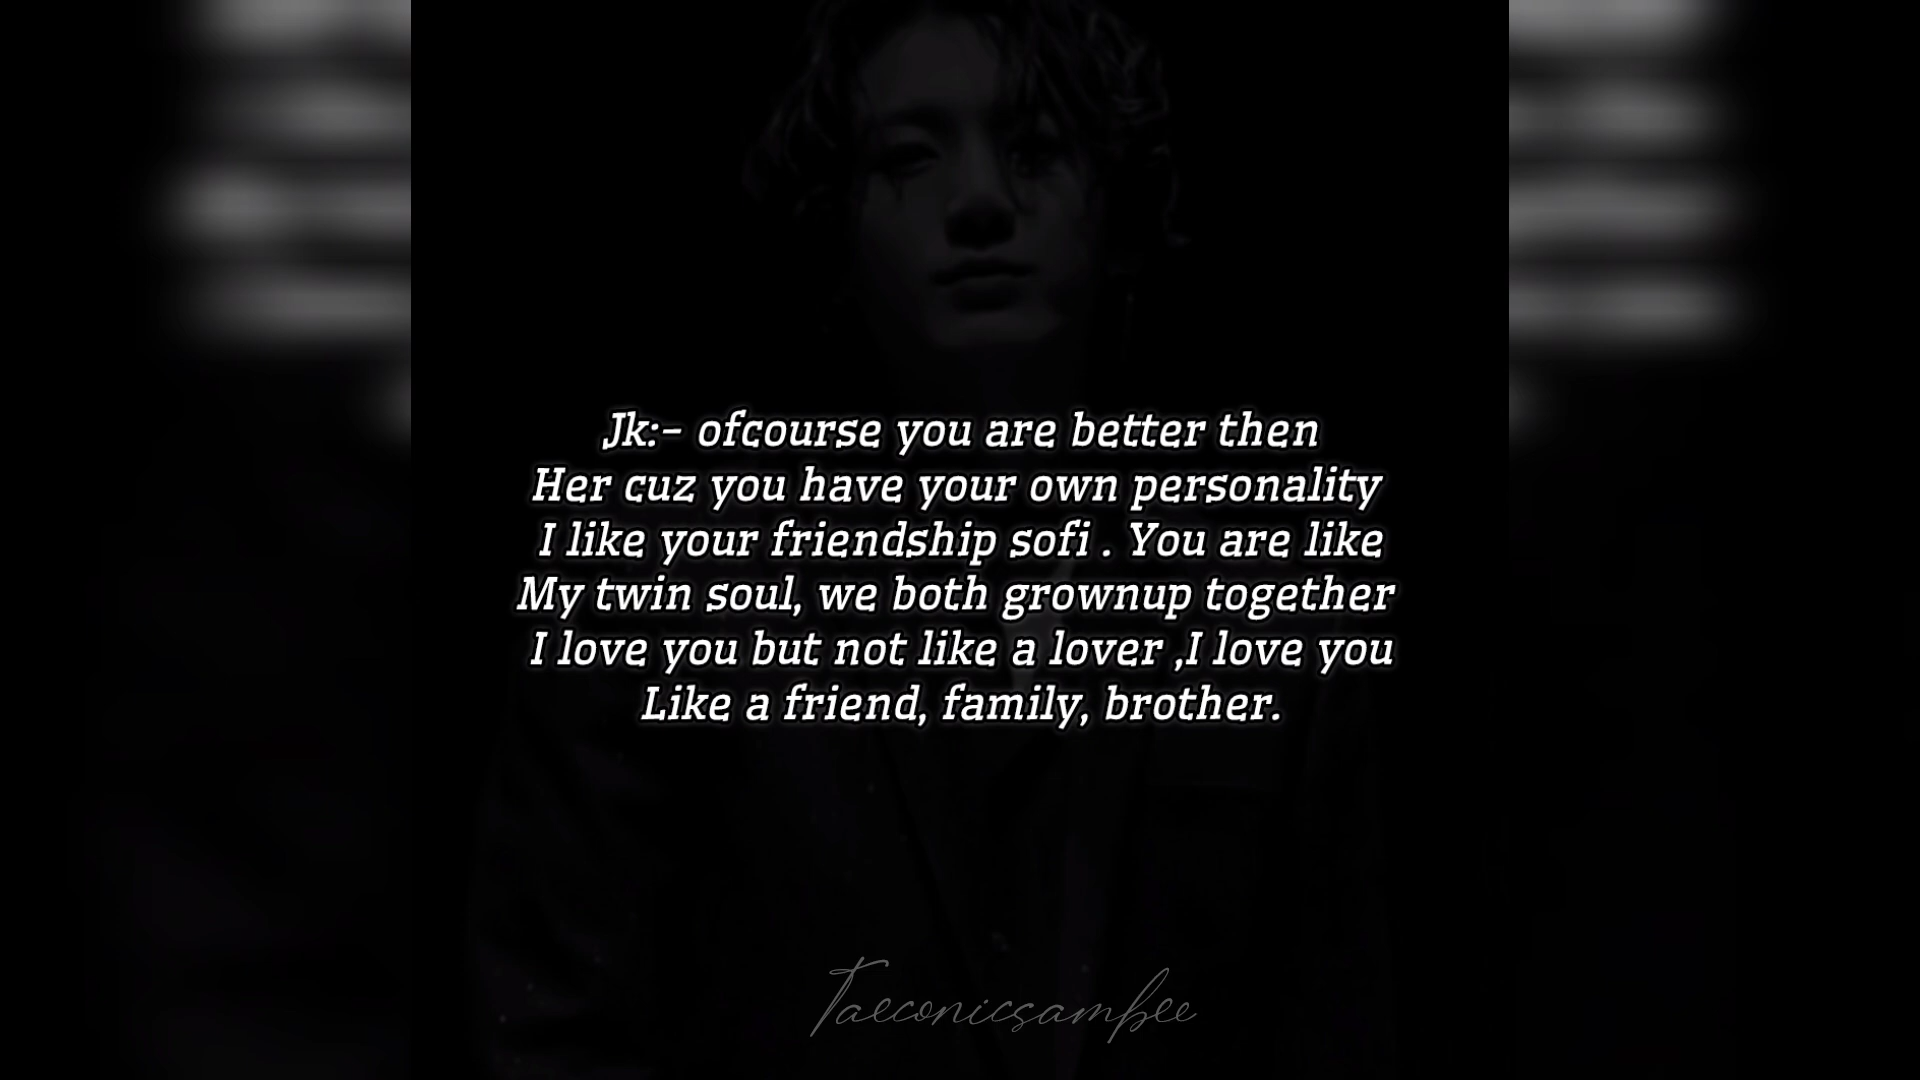 Jk:- ofcourse you are better then
Her cuz you have your own personality
I like your friendship sofi . You are like
My twin soul, we both grownup together
I love you but not like a lover ,I love you
Like a friend, family, brother.
Taeconicsambee